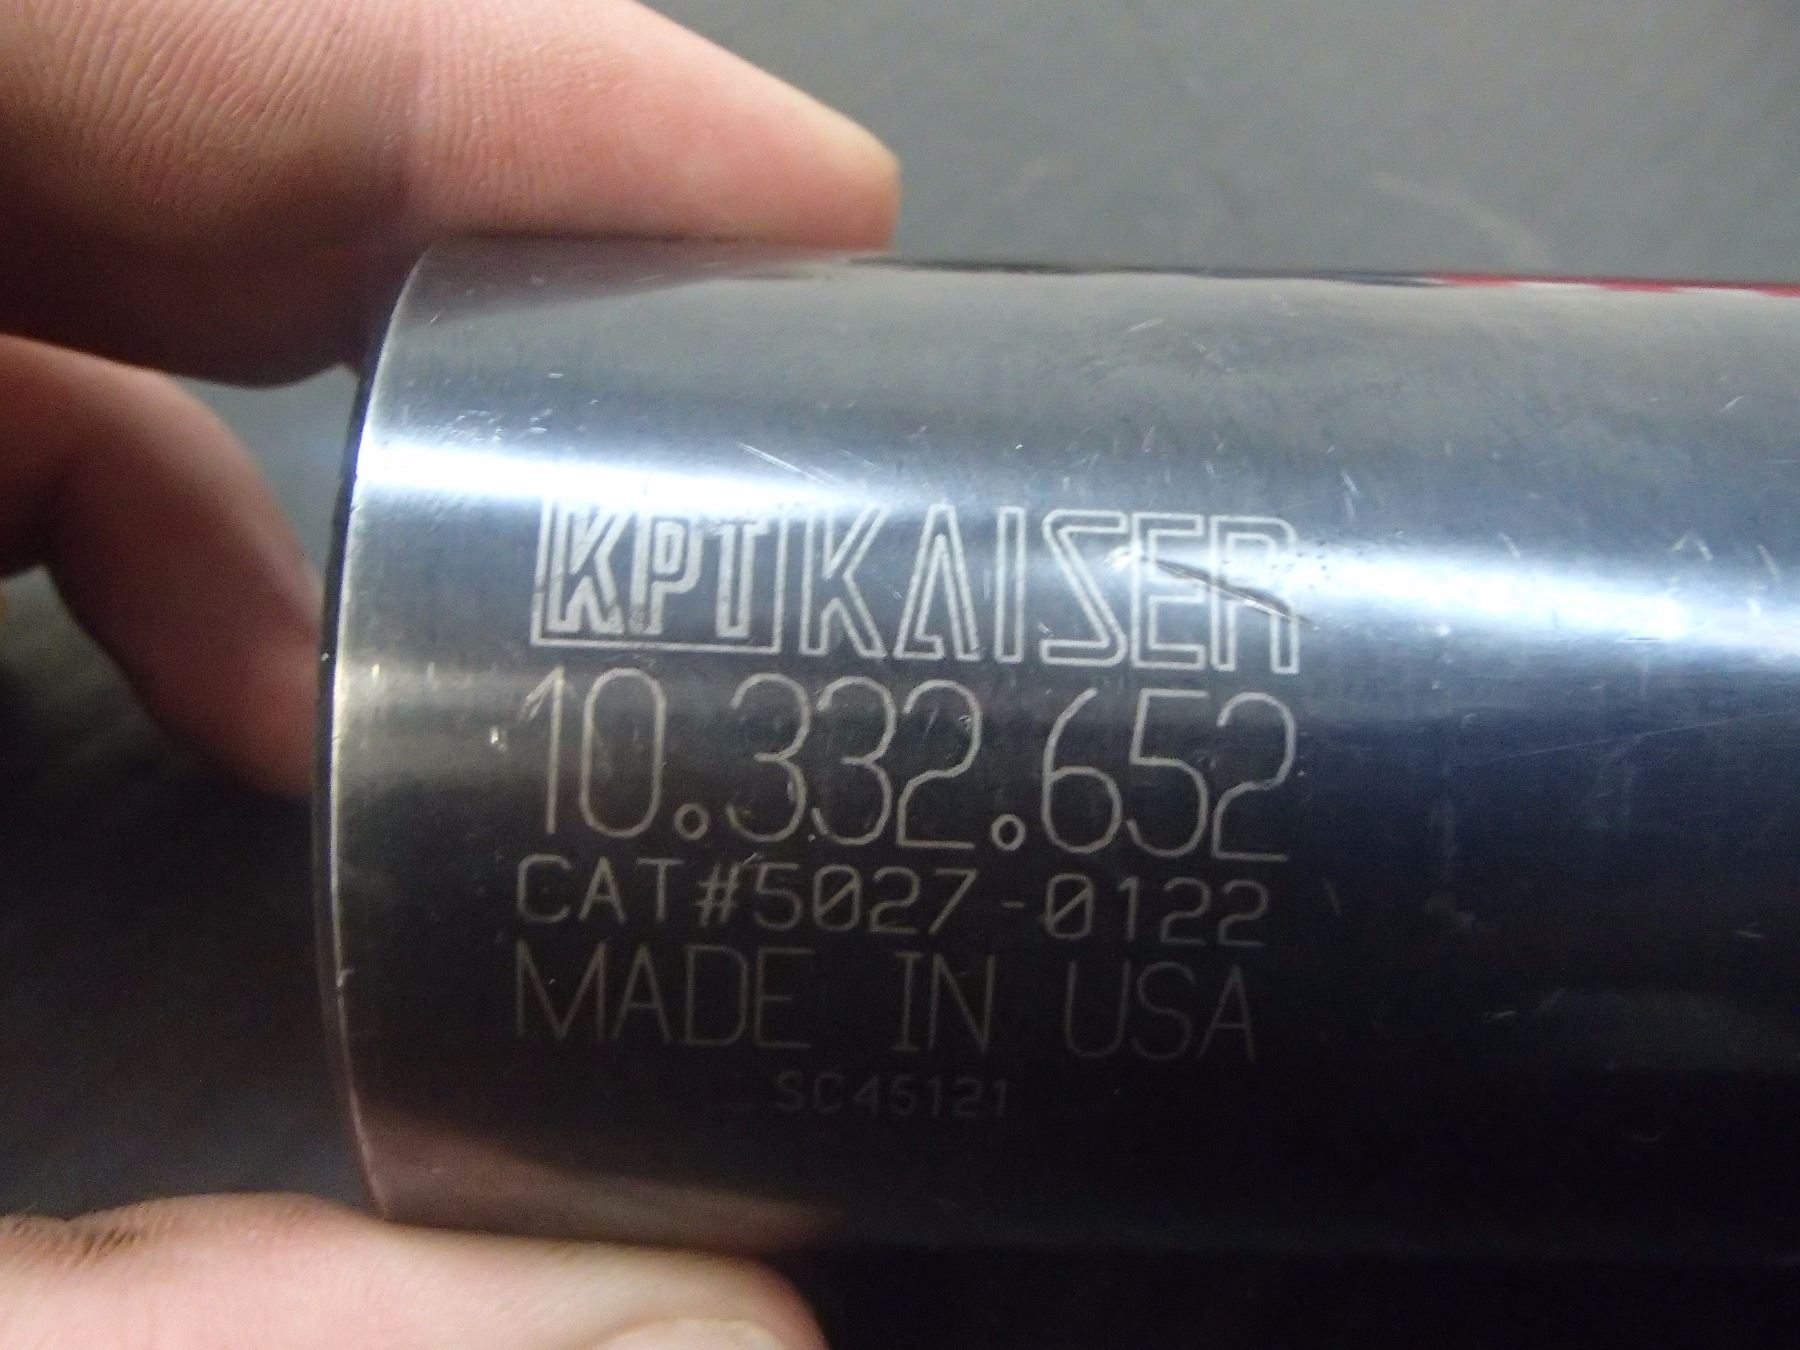 KPT KAISER
10.332.652
CAT#5027-0122
MADE IN USA
SC45121